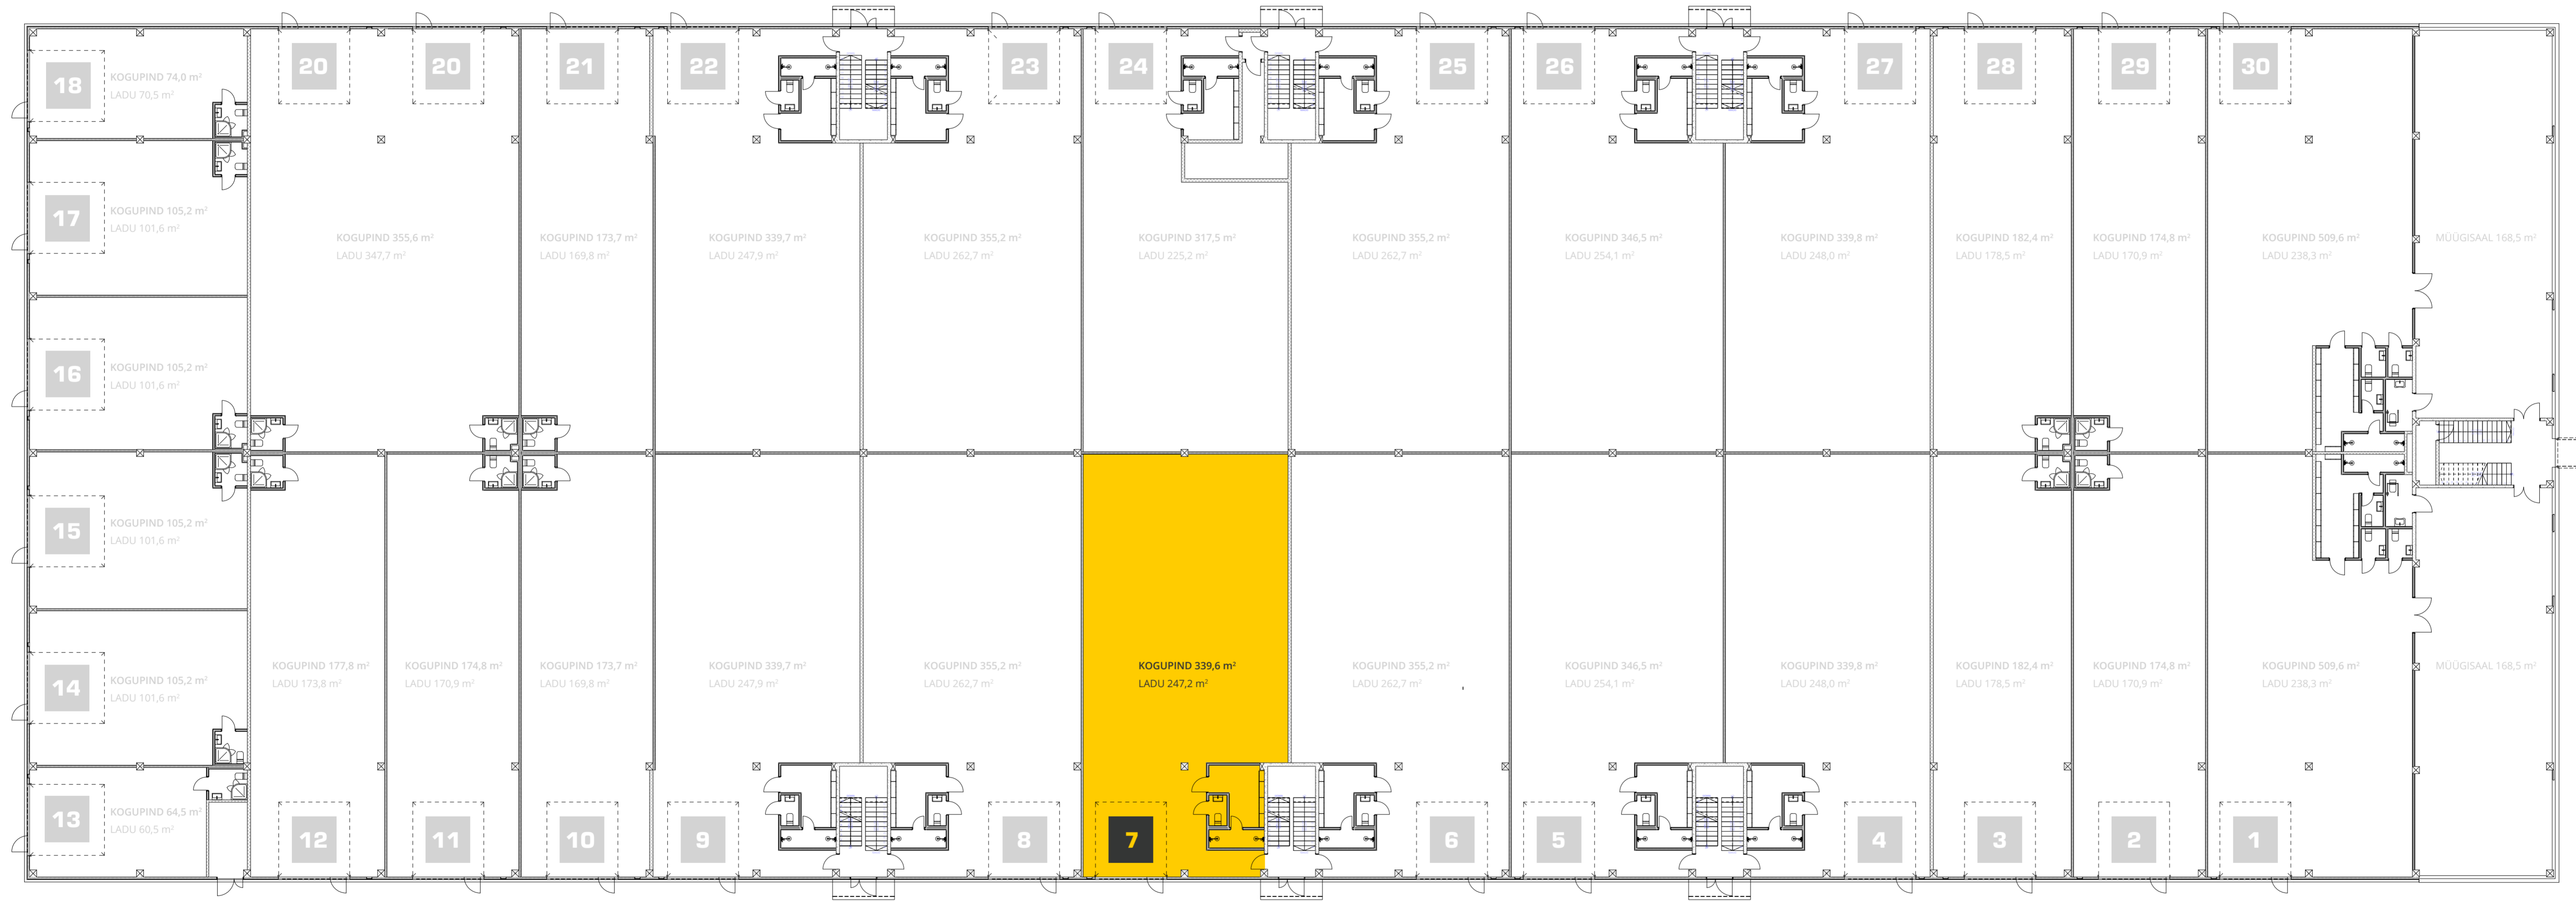 20
20
21
22
23
24
25
26
27
28
29
30
18
KOGUPIND 74,0 m²
LADU 70,5 m²
17
KOGUPIND 105,2 m²
LADU 101,6 m²
KOGUPIND 355,6 m²
LADU 347,7 m²
KOGUPIND 173,7 m²
LADU 169,8 m²
KOGUPIND 339,7 m²
LADU 247,9 m²
KOGUPIND 355,2 m²
LADU 262,7 m²
KOGUPIND 317,5 m²
LADU 225,2 m²
KOGUPIND 355,2 m²
LADU 262,7 m²
KOGUPIND 346,5 m²
LADU 254,1 m²
KOGUPIND 339,8 m²
LADU 248,0 m²
KOGUPIND 182,4 m²
LADU 178,5 m²
KOGUPIND 174,8 m²
LADU 170,9 m²
KOGUPIND 509,6 m²
LADU 238,3 m²
MÜÜGISAAL 168,5 m²
16
KOGUPIND 105,2 m²
LADU 101,6 m²
15
KOGUPIND 105,2 m²
LADU 101,6 m²
14
KOGUPIND 105,2 m²
LADU 101,6 m²
KOGUPIND 177,8 m²
LADU 173,8 m²
KOGUPIND 174,8 m²
LADU 170,9 m²
KOGUPIND 173,7 m²
LADU 169,8 m²
KOGUPIND 339,7 m²
LADU 247,9 m²
KOGUPIND 355,2 m²
LADU 262,7 m²
KOGUPIND 339,6 m²
LADU 247,2 m²
KOGUPIND 355,2 m²
LADU 262,7 m²
KOGUPIND 346,5 m²
LADU 254,1 m²
KOGUPIND 339,8 m²
LADU 248,0 m²
KOGUPIND 182,4 m²
LADU 178,5 m²
KOGUPIND 174,8 m²
LADU 170,9 m²
KOGUPIND 509,6 m²
LADU 238,3 m²
MÜÜGISAAL 168,5 m²
13
KOGUPIND 64,5 m²
LADU 60,5 m²
12
11
10
9
8
7
6
5
4
3
2
1